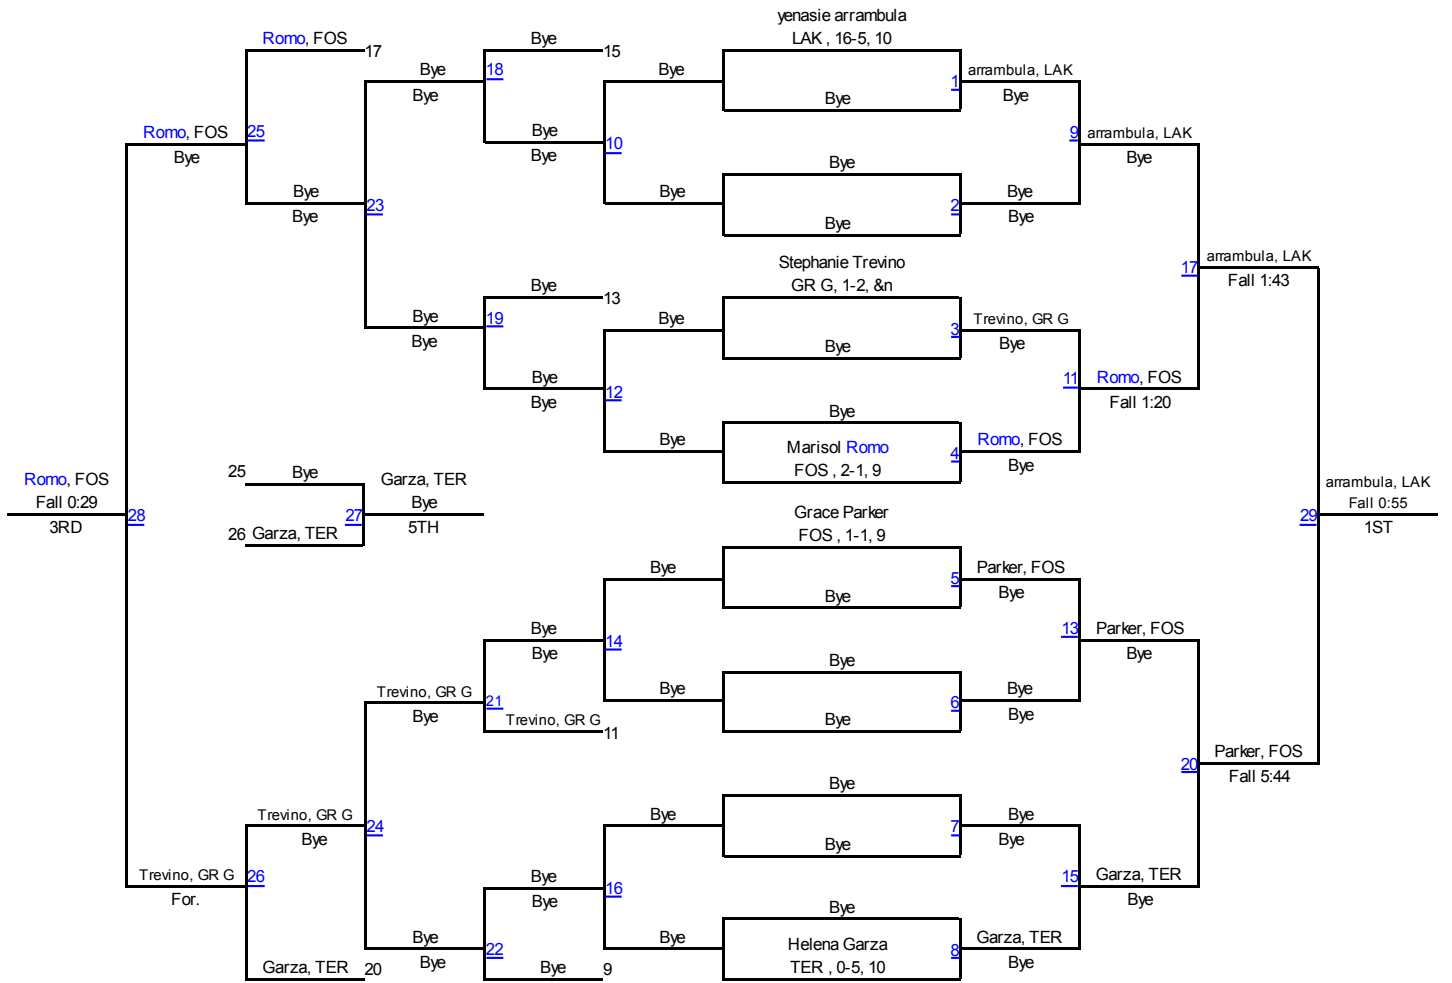 yenasie arrambula
LAK , 16-5, 10
Romo, FOS
17
Bye
15
Bye
18
Bye
Bye
1
arrambula, LAK
Bye
Bye
Romo, FOS
25
Bye
Bye
Bye
10
9
arrambula, LAK
Bye
Bye
Bye
Bye
23
Bye
Bye
2
Bye
Bye
Stephanie Trevino
GR G, 1-2, &n
17
arrambula, LAK
Fall 1:43
Bye
13
Bye
19
Bye
Bye
3
Trevino, GR G
Bye
Bye
Bye
Bye
12
11
Romo, FOS
Fall 1:20
Bye
Bye
Marisol Romo
FOS , 2-1, 9
4
Romo, FOS
Bye
Romo, FOS
Fall 0:29
3RD
28
25
Bye
26
Garza, TER
27
Garza, TER
Bye
5TH
Grace Parker
FOS , 1-1, 9
29
arrambula, LAK
Fall 0:55
1ST
Bye
Bye
5
Parker, FOS
Bye
Bye
Bye
14
13
Parker, FOS
Bye
Bye
Trevino, GR G
Bye
21
Trevino, GR G
11
Bye
6
Bye
Bye
20
Parker, FOS
Fall 5:44
Bye
Trevino, GR G
Bye
24
Bye
7
Bye
Bye
Trevino, GR G
For.
26
Bye
Bye
16
15
Garza, TER
Bye
Bye
Bye
Bye
22
Bye
Helena Garza
TER , 0-5, 10
8
Garza, TER
Bye
Garza, TER
20
Bye
9